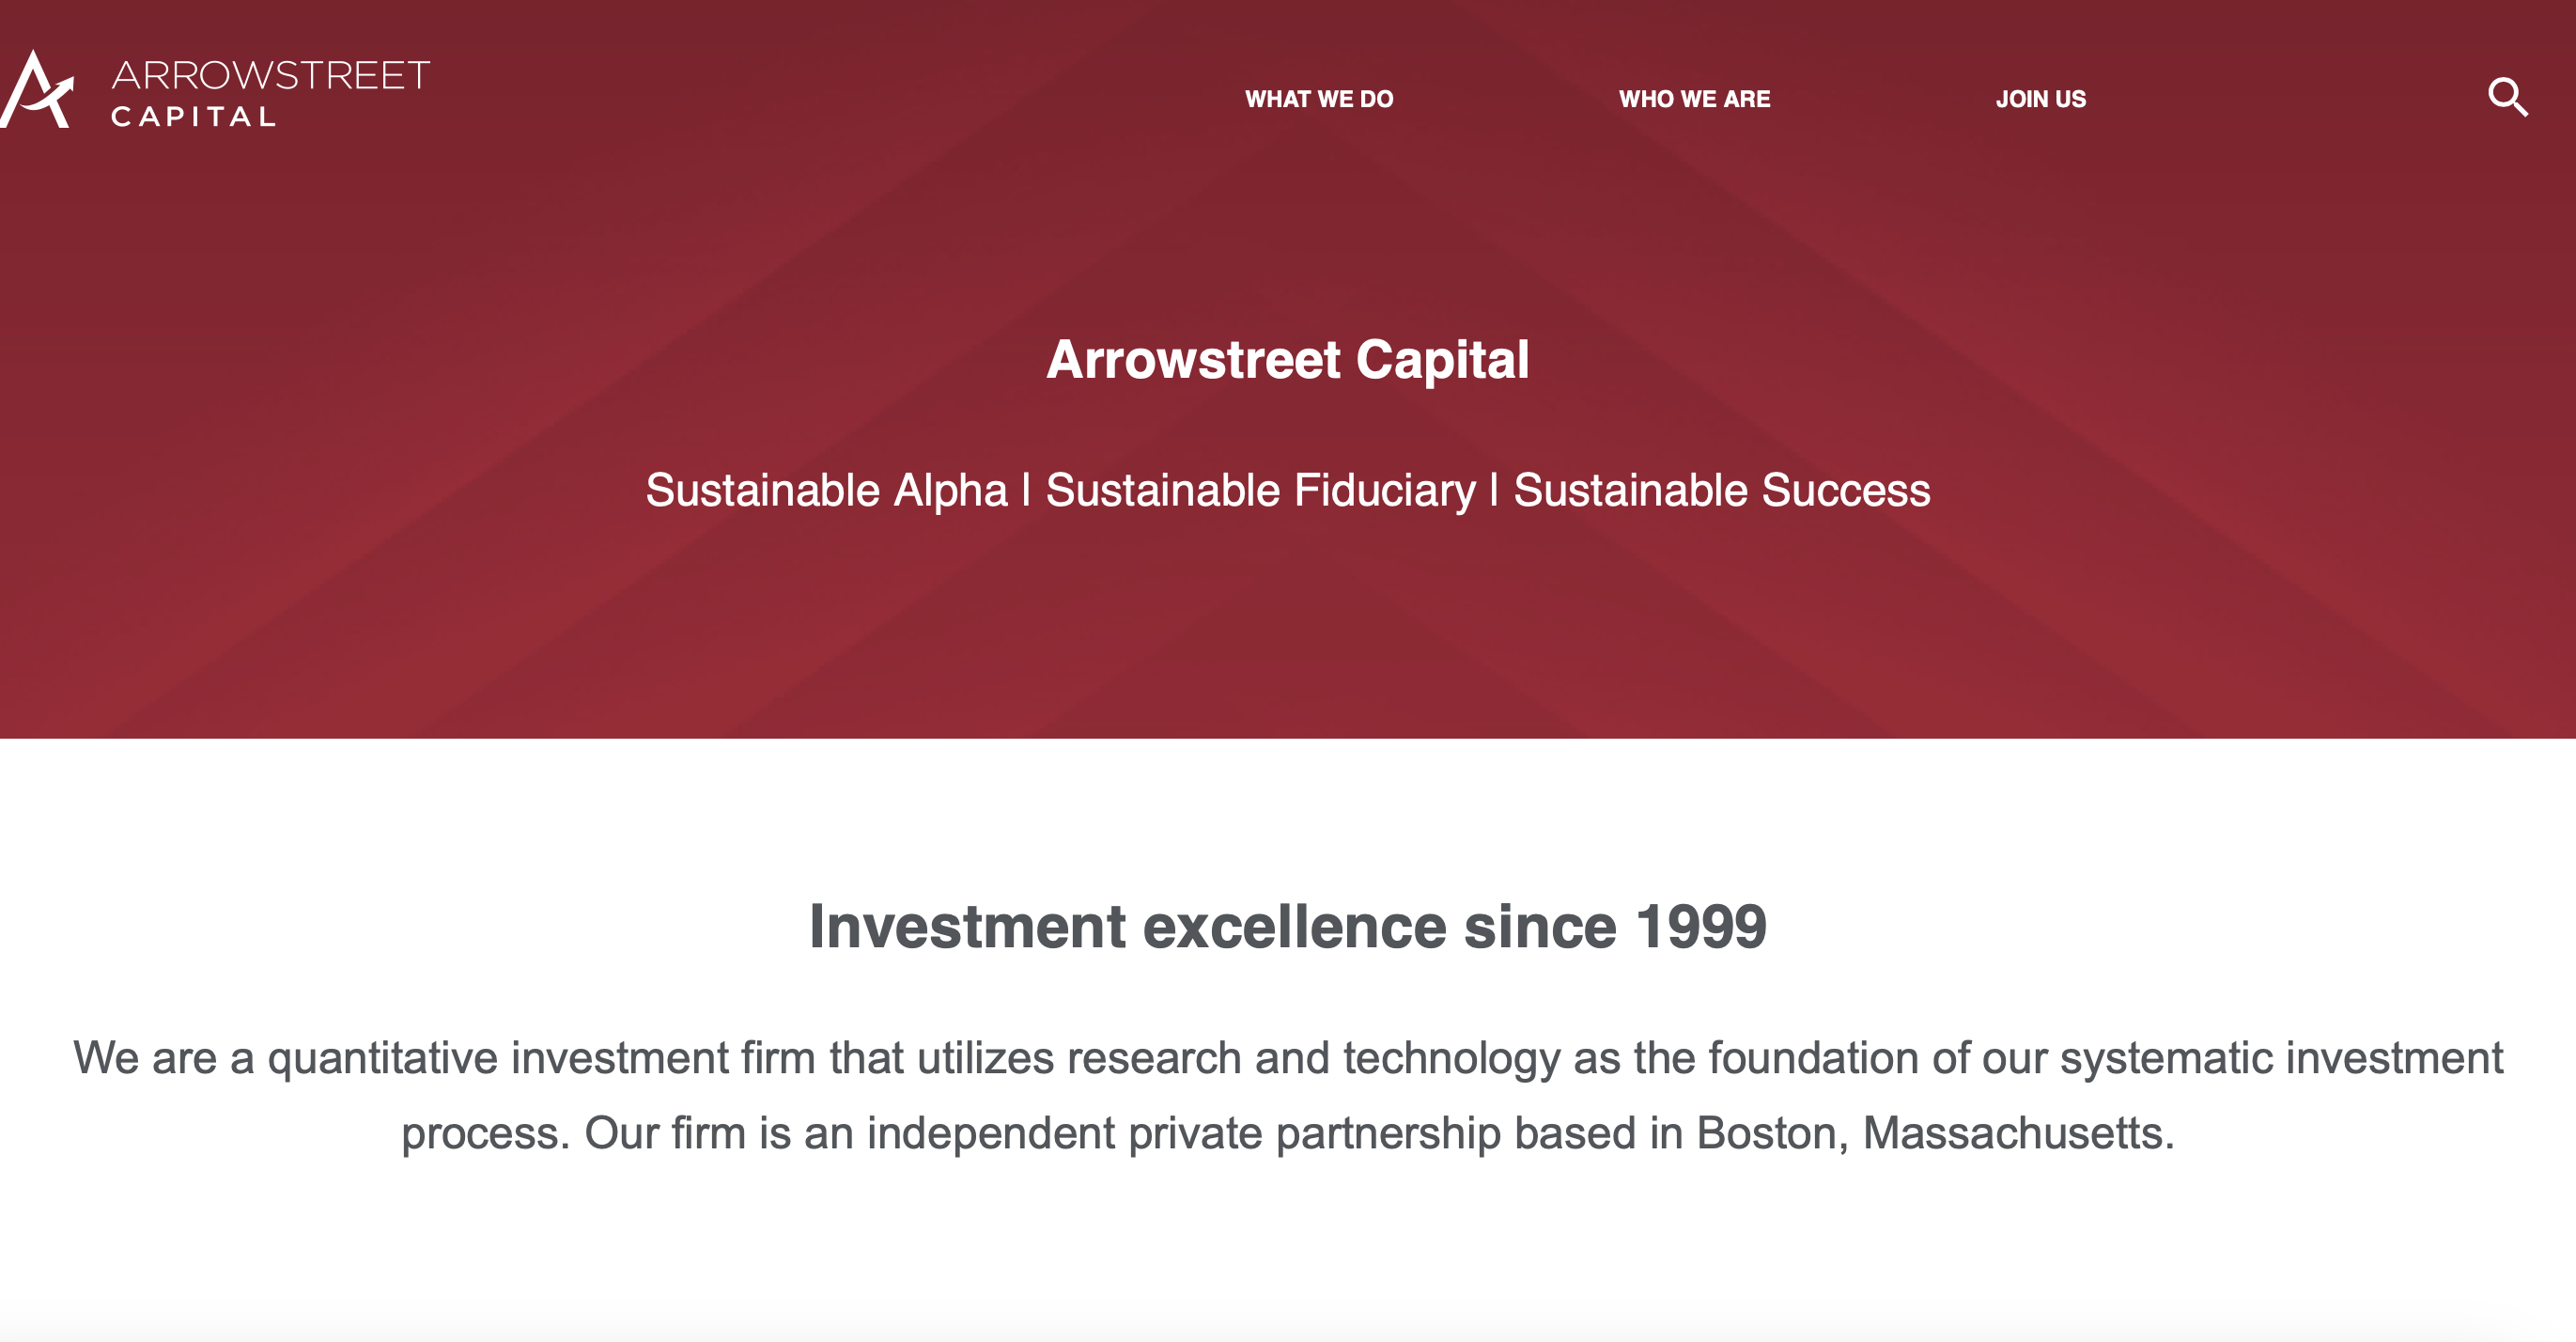 ARROWSTREET
CAPITAL
WHAT WE DO
WHO WE ARE
JOIN US
Arrowstreet Capital
Sustainable Alpha | Sustainable Fiduciary | Sustainable Success
Investment excellence since 1999
We are a quantitative investment firm that utilizes research and technology as the foundation of our systematic investment
process. Our firm is an independent private partnership based in Boston, Massachusetts.